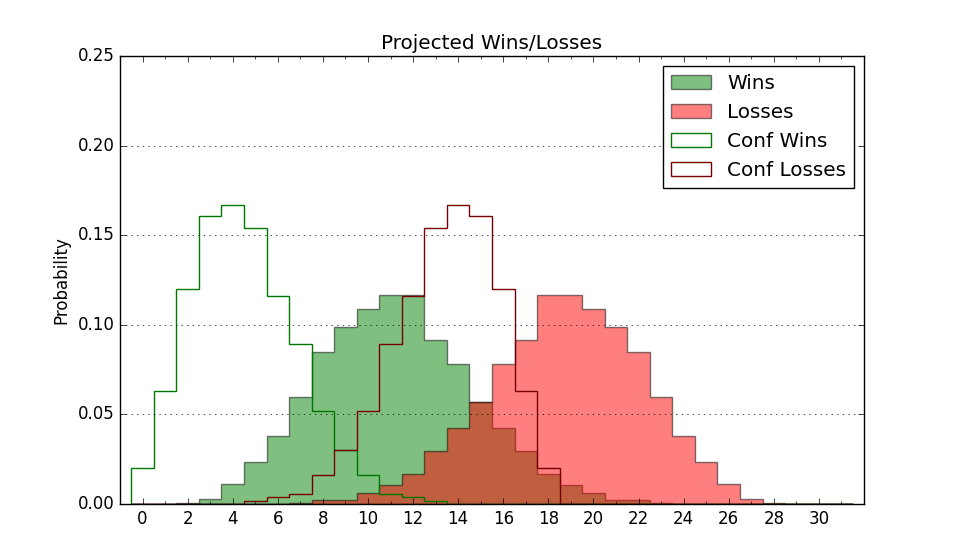 Projected Wins/Losses
0.25
0.20
0.15
0.10
0.05
0.00
Probability
Wins
Losses
Conf Wins
Conf Losses
0 2 4 6 8 10 12 14 16 18 20 22 24 26 28 30